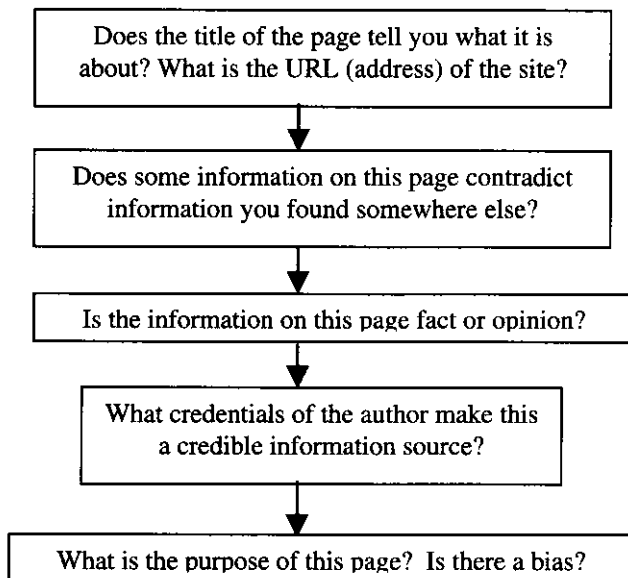 Does the title of the page tell you what it is
about? What is the URL (address) of the site?
Does some information on this page contradict
information you found somewhere else?
Is the information on this page fact or opinion?
What credentials of the author make this
a credible information source?
What is the purpose of this page? Is there a bias?